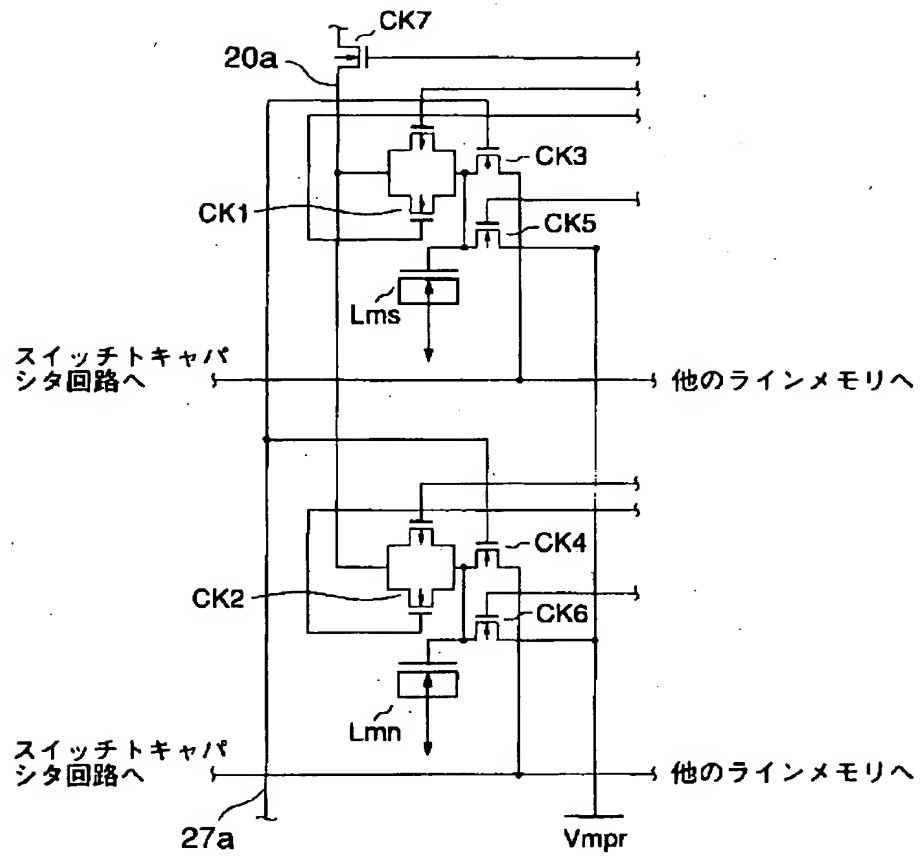 CK7
20a
CK3
CK1
CK5
Lms
スイッチトキャパ
シタ回路へ
他のラインメモリへ
CK4
CK2
CK6
Lmn
スイッチトキャパ
シタ回路へ
他のラインメモリへ
27a
Vmpr